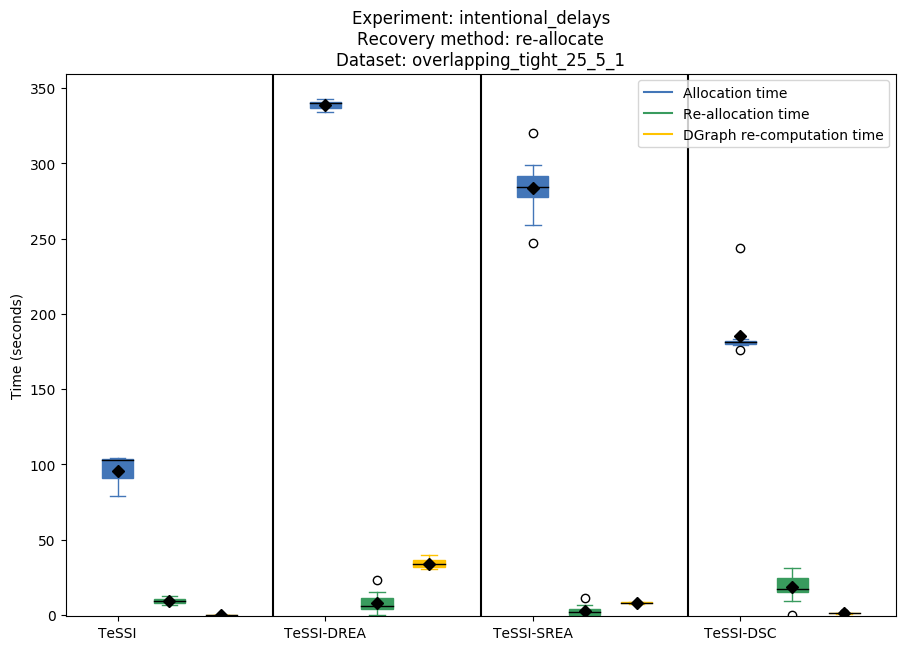 Experiment: intentional_delays
Recovery method: re-allocate
Dataset: overlapping_tight_25_5_1
Allocation time
Re-allocation time
DGraph re-computation time
Time (seconds)
350
300
250
200
150
100
50
0
TeSSI
TeSSI-DREA
TeSSI-SREA
TeSSI-DSC